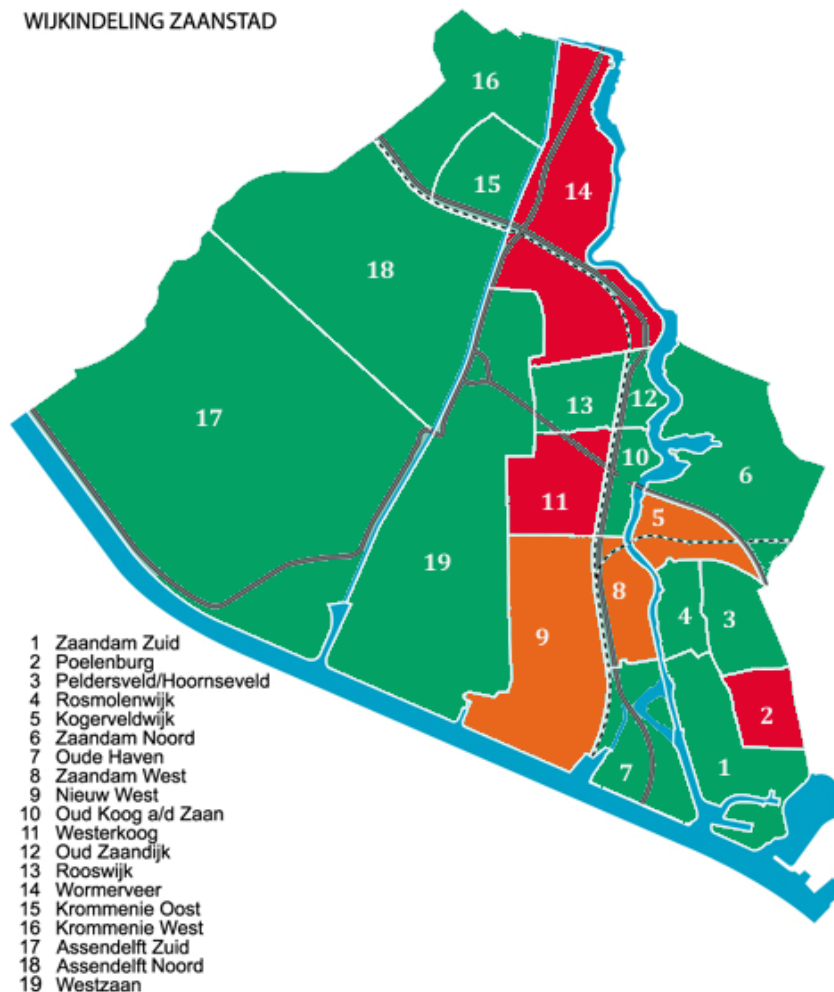 WIJKINDELING ZAANSTAD
16
15
14
18
17
13
12
10
6
11
5
19
9
8
4
3
2
7
1
1 Zaandam Zuid
2 Poelenburg
3 Peldersveld/Hoornseveld
4 Rosmolenwijk
5 Kogerveldwijk
6 Zaandam Noord
7 Oude Haven
8 Zaandam West
9 Nieuw West
10 Oud Koog a/d Zaan
11 Westerkoog
12 Oud Zaandijk
13 Rooswijk
14 Wormerveer
15 Krommenie Oost
16 Krommenie West
17 Assendelft Zuid
18 Assendelft Noord
19 Westzaan